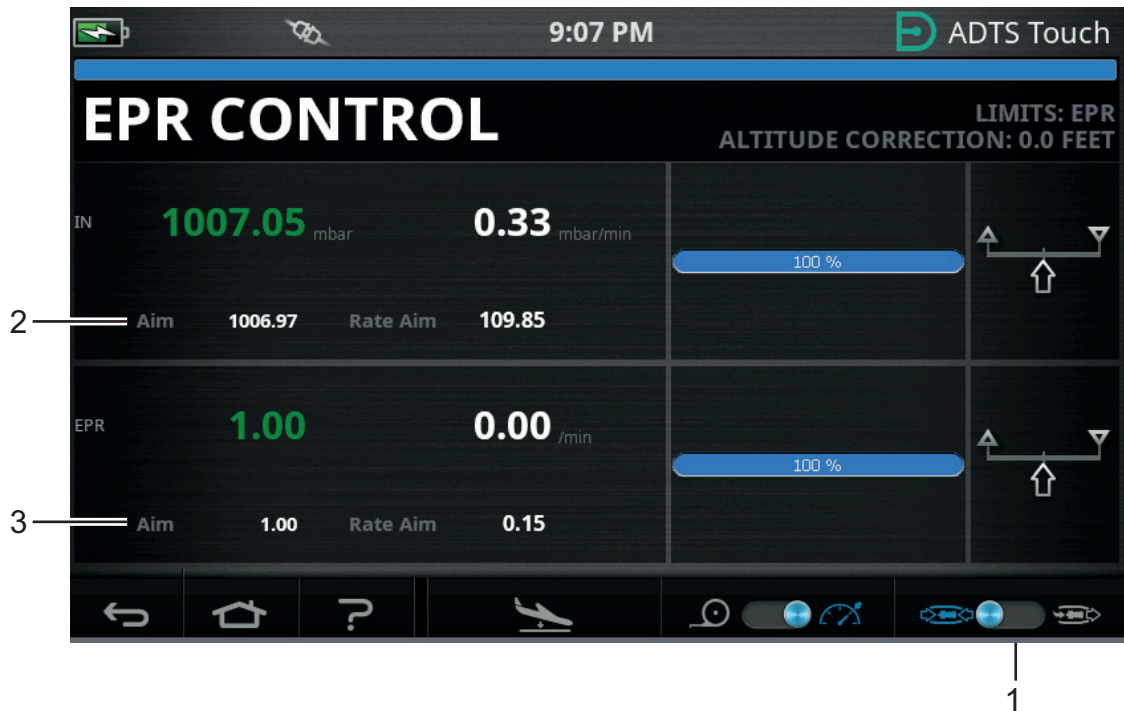 9:07 PM
ADTS Touch
EPR CONTROL
LIMITS: EPR
ALTITUDE CORRECTION: 0.0 FEET
IN 1007.05 mbar 0.33 mbar/min
100 %
2 Aim 1006.97 Rate Aim 109.85
EPR 1.00 0.00 /min
100 %
3 Aim 1.00 Rate Aim 0.15
?
1